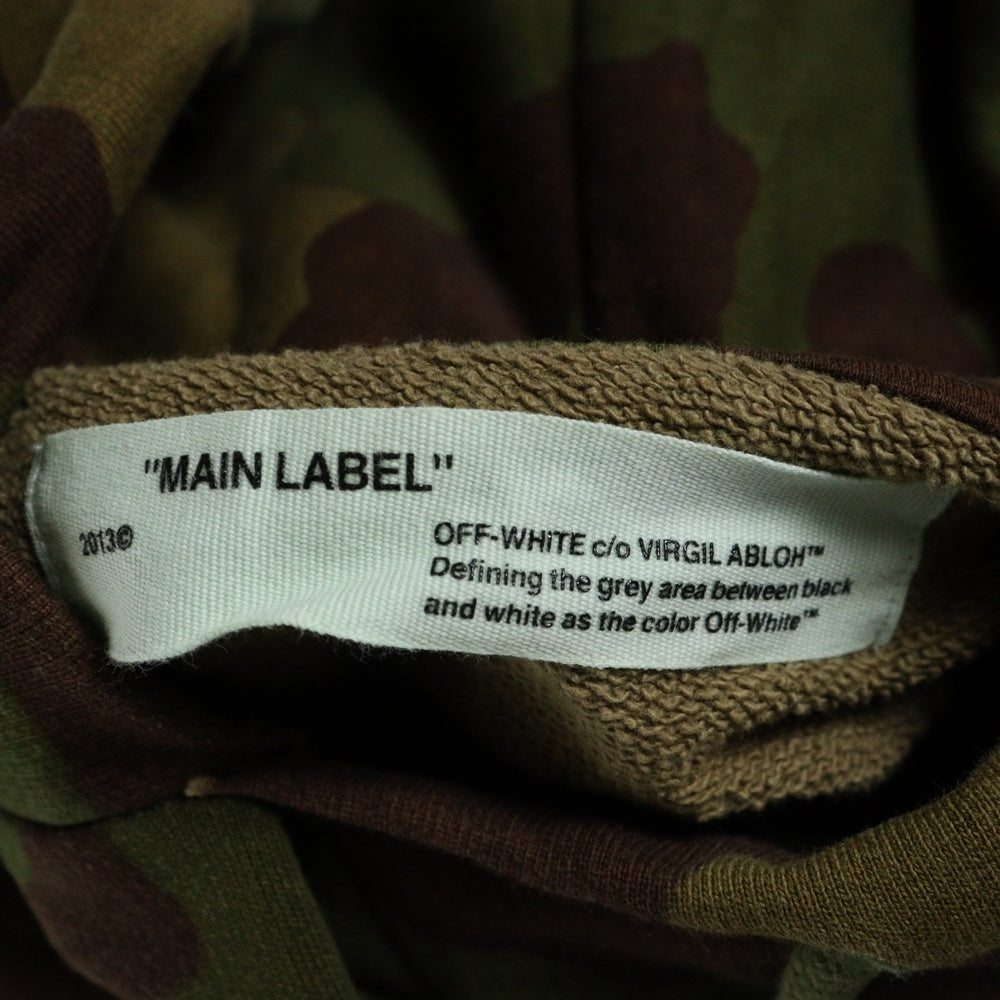 "MAIN LABEL"
2013©
OFF-WHITE c/o VIRGIL ABLOH™
Defining the grey area between black
and white as the color Off-White™